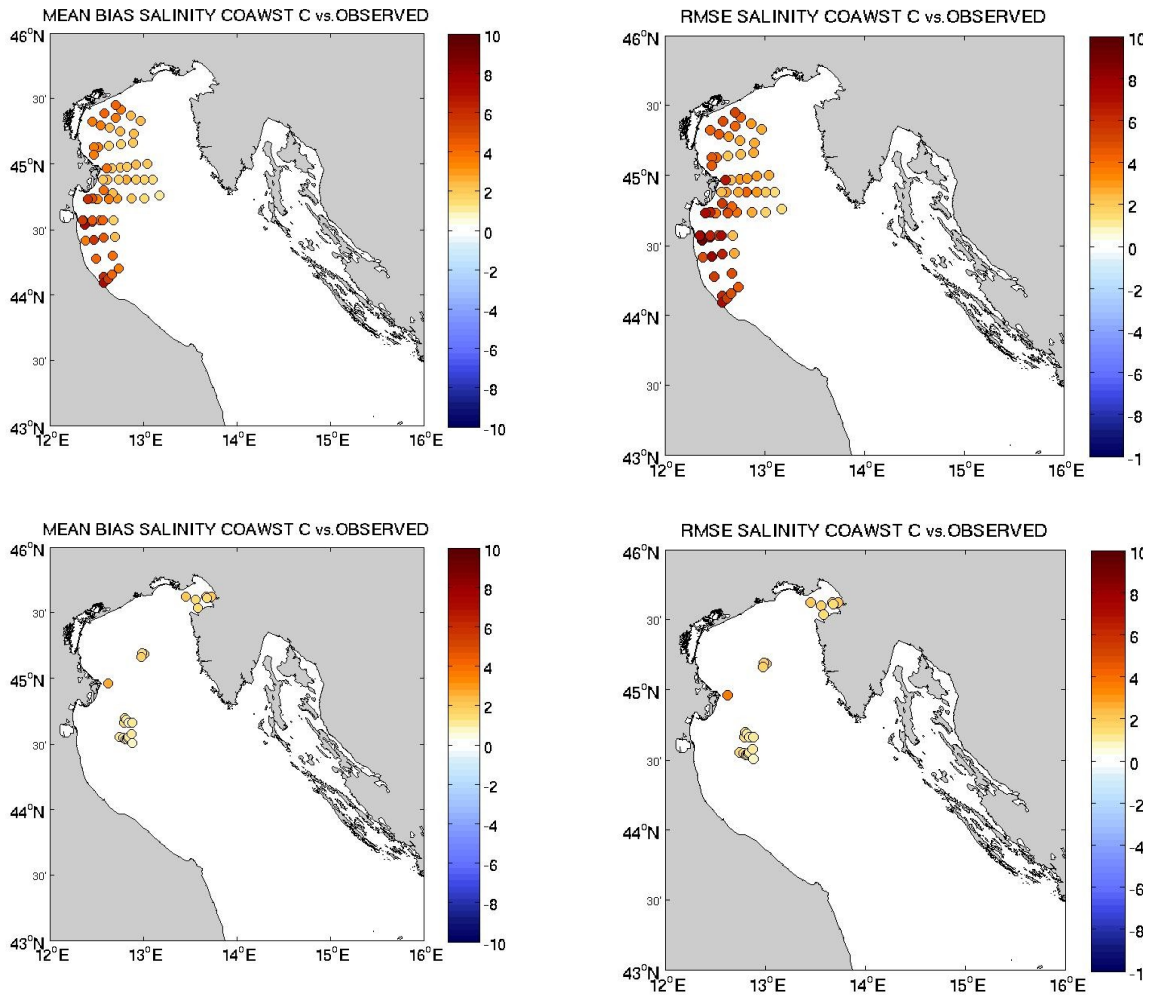 MEAN BIAS SALINITY COAWST C vs.OBSERVED
46°N
30'
45°N
30'
44°N
30'
43°N
12°E
13°E
14°E
15°E
16°E
10
8
6
4
2
0
-2
-4
-6
-8
-10
RMSE SALINITY COAWST C vs.OBSERVED
46°N
30'
45°N
30'
44°N
30'
43°N
12°E
13°E
14°E
15°E
16°E
10
8
6
4
2
0
-2
-4
-6
-8
-1
MEAN BIAS SALINITY COAWST C vs.OBSERVED
46°N
30'
45°N
30'
44°N
30'
43°N
12°E
13°E
14°E
15°E
16°E
10
8
6
4
2
0
-2
-4
-6
-8
-10
RMSE SALINITY COAWST C vs.OBSERVED
46°N
30'
45°N
30'
44°N
30'
43°N
12°E
13°E
14°E
15°E
16°E
10
8
6
4
2
0
-2
-4
-6
-8
-1